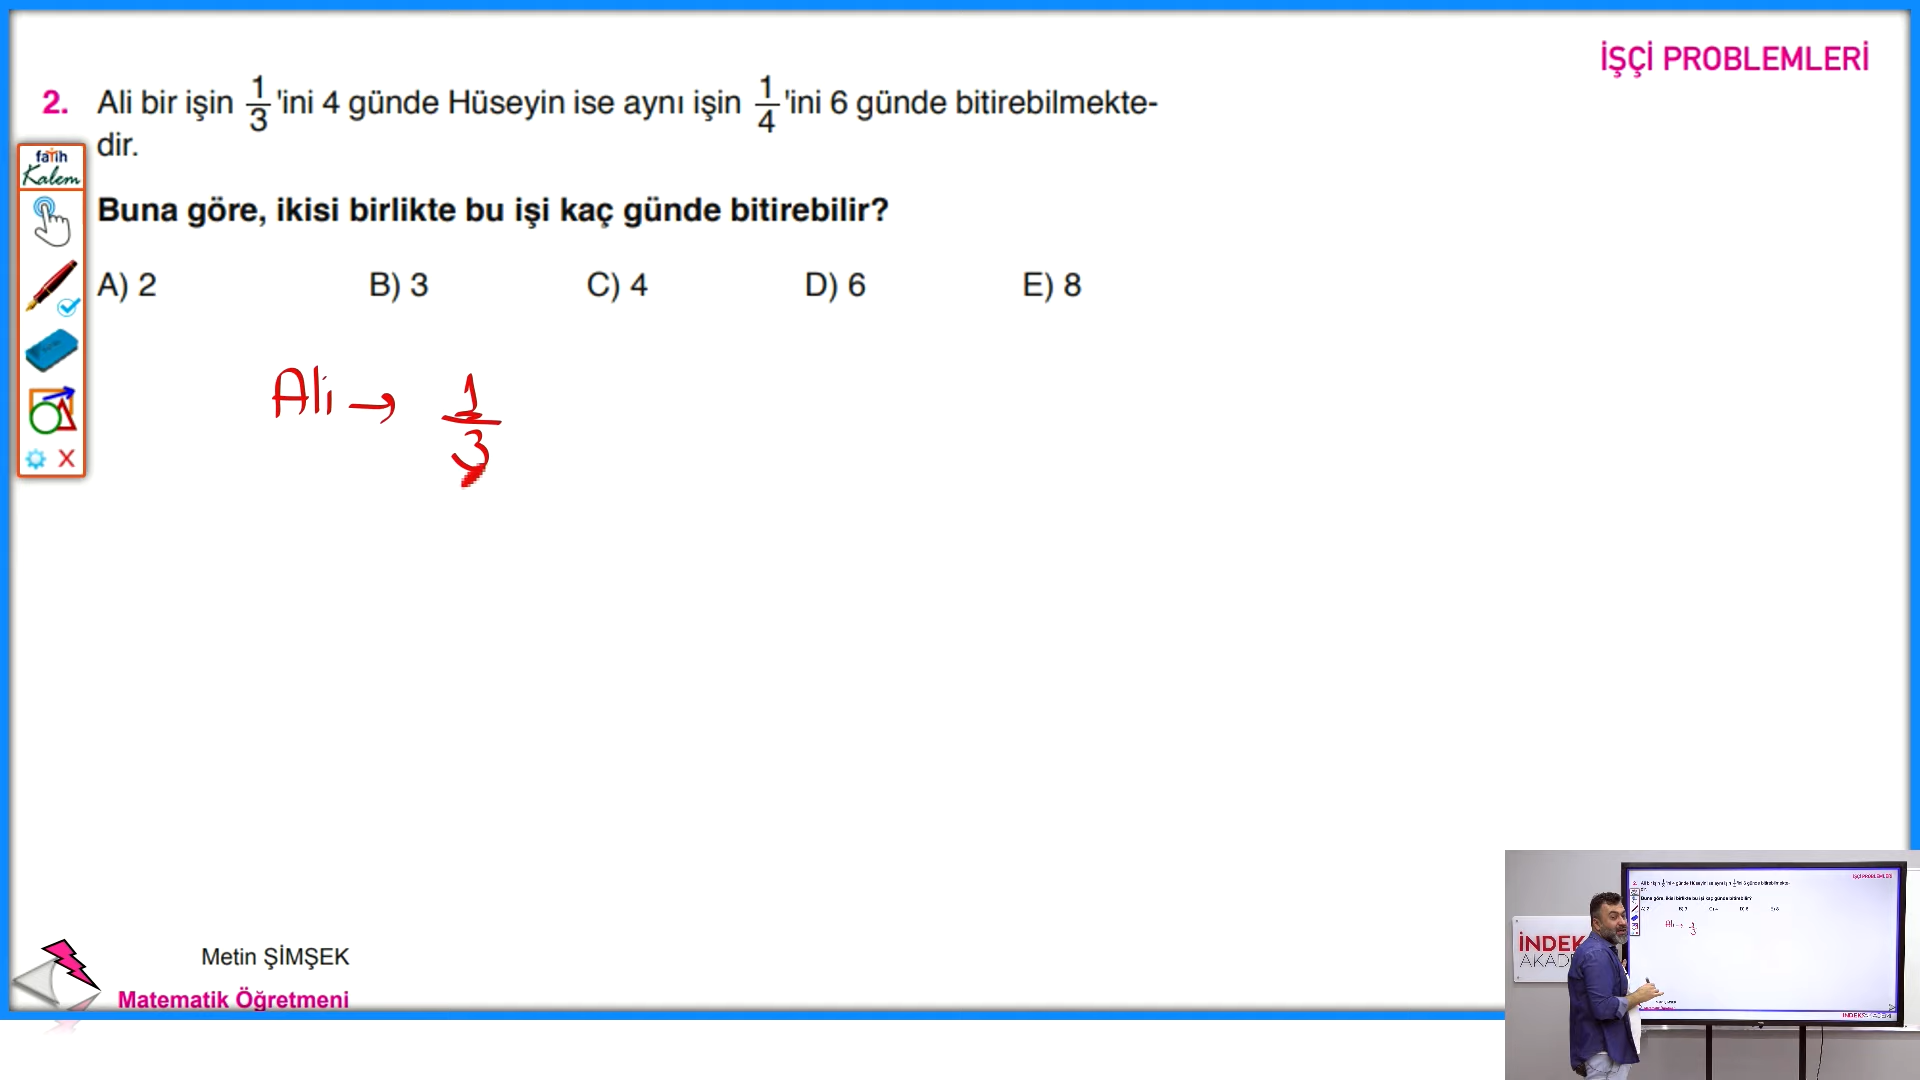 İŞÇİ PROBLEMLERİ
2. Ali bir işin 1/3 'ini 4 günde Hüseyin ise aynı işin 1/4 'ini 6 günde bitirebilmekte-
dir.
fatih
Kalem
Buna göre, ikisi birlikte bu işi kaç günde bitirebilir?
A) 2 B) 3 C) 4 D) 6 E) 8
Ali → 1/3
Metin ŞİMŞEK
Matematik Öğretmeni
İNDEK
AKAD